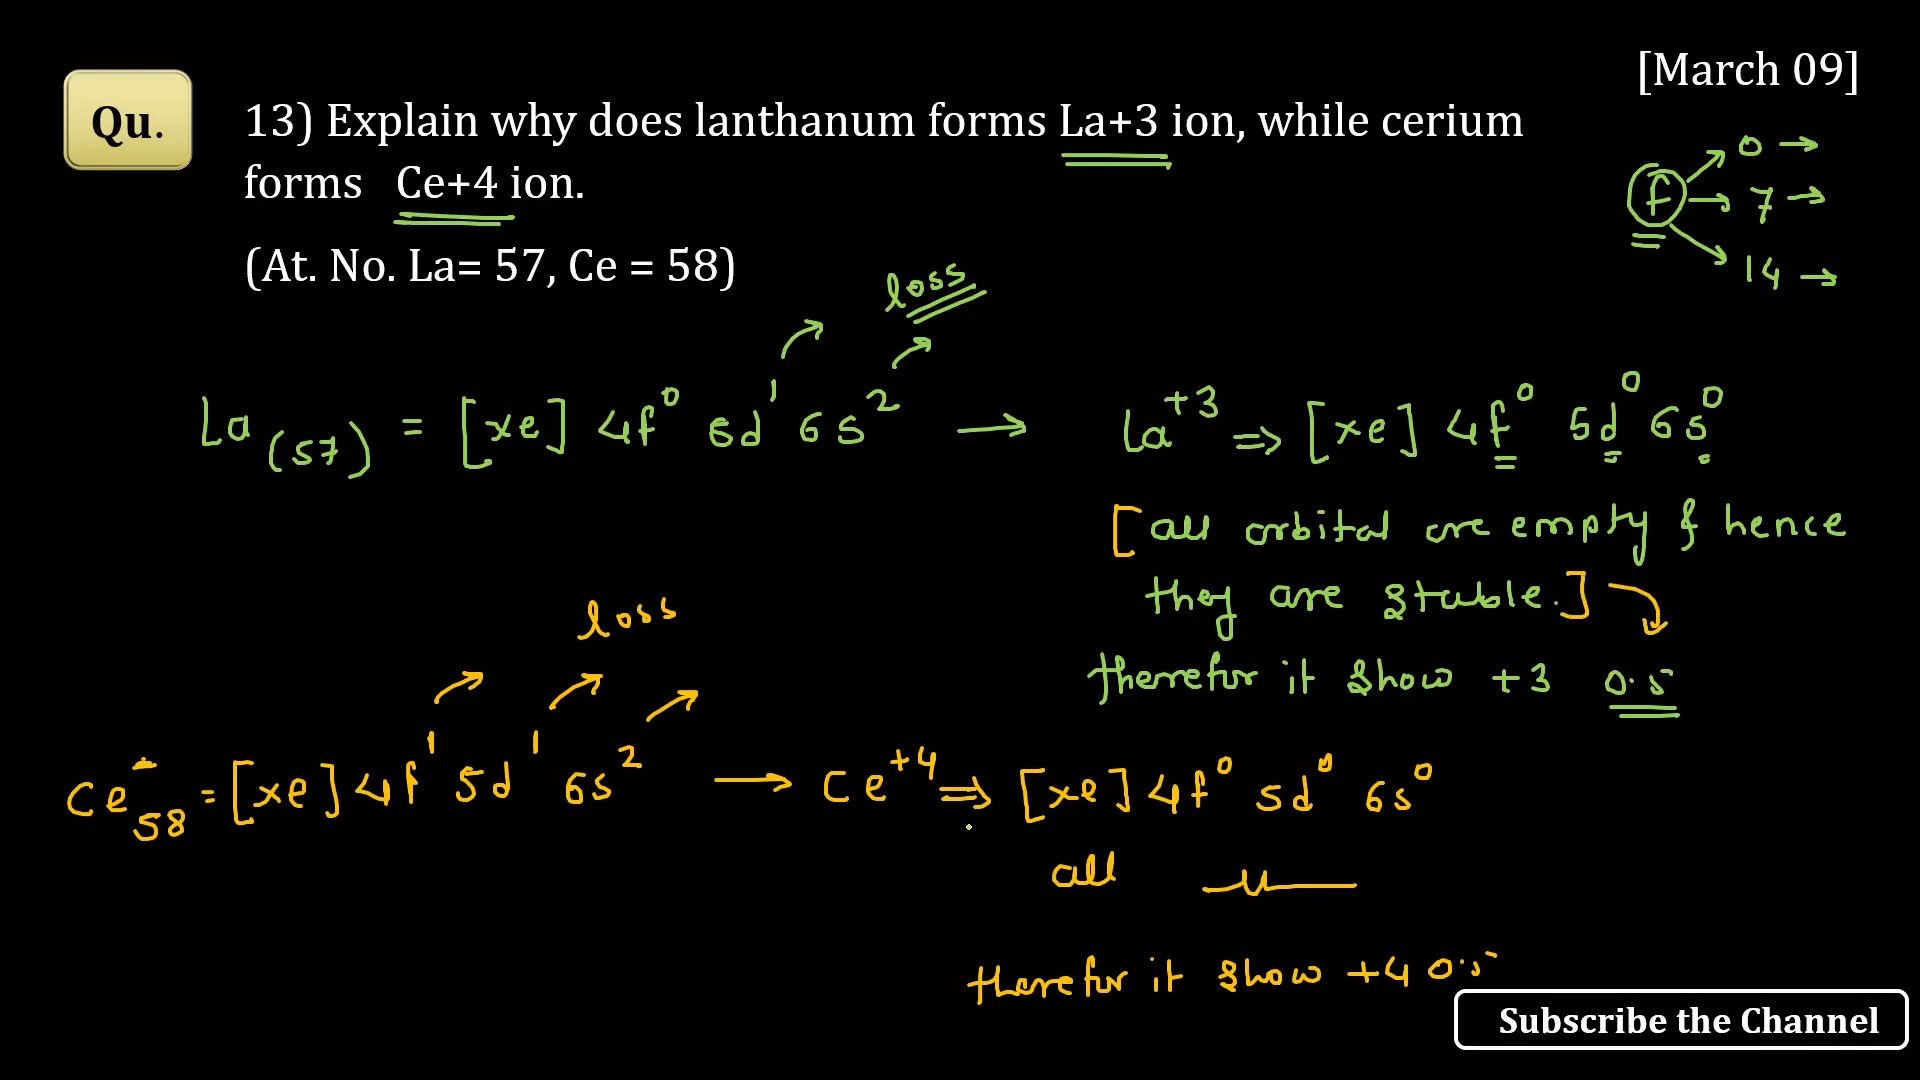 [March 09]
Qu.
13) Explain why does lanthanum forms La+3 ion, while cerium
forms Ce+4 ion.
(At. No. La= 57, Ce = 58)
f → 0 →
→ 7 →
→ 14 →
loss
La(57) = [xe] 4f⁰ 5d¹ 6s² → La⁺³ ⇒ [xe] 4f⁰ 5d⁰ 6s⁰
[all orbital are empty & hence
they are stable.]
therefor it show +3 o.s
loss
Ce₅₈ = [xe] 4f¹ 5d¹ 6s² → Ce⁺⁴ ⇒ [xe] 4f⁰ 5d⁰ 6s⁰
all
therefor it show +4 o.s
Subscribe the Channel